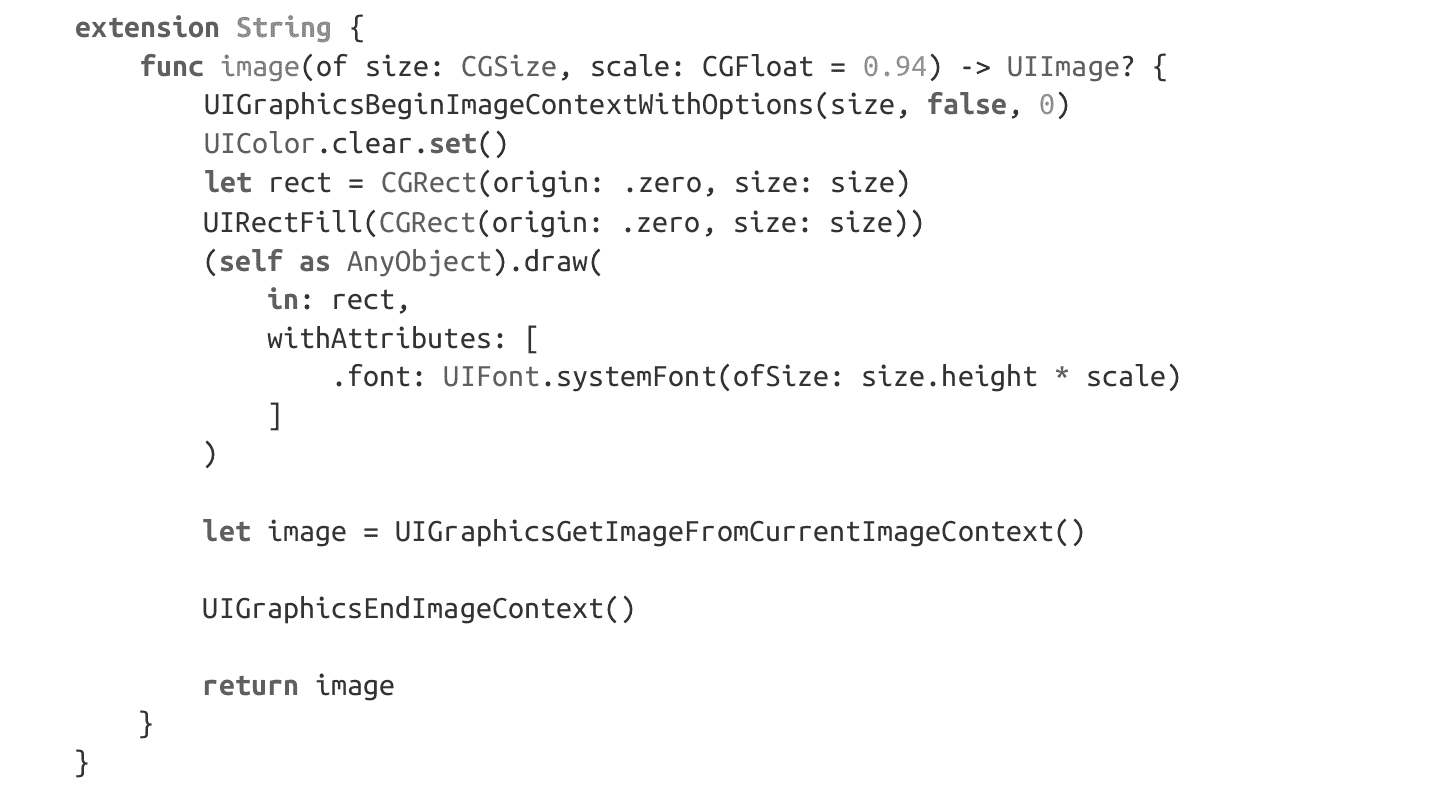 extension String {
    func image(of size: CGSize, scale: CGFloat = 0.94) -> UIImage? {
        UIGraphicsBeginImageContextWithOptions(size, false, 0)
        UIColor.clear.set()
        let rect = CGRect(origin: .zero, size: size)
        UIRectFill(CGRect(origin: .zero, size: size))
        (self as AnyObject).draw(
            in: rect,
            withAttributes: [
                .font: UIFont.systemFont(ofSize: size.height * scale)
            ]
        )
        let image = UIGraphicsGetImageFromCurrentImageContext()
        UIGraphicsEndImageContext()
        return image
    }
}